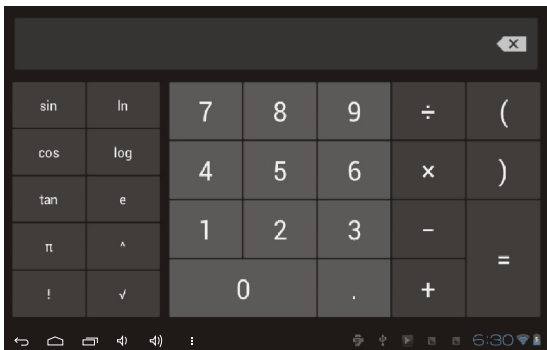 sin ln 7 8 9 ÷ (
cos log 4 5 6 × )
tan e 1 2 3 −
π ^ =
! √ 0 . +
6:30